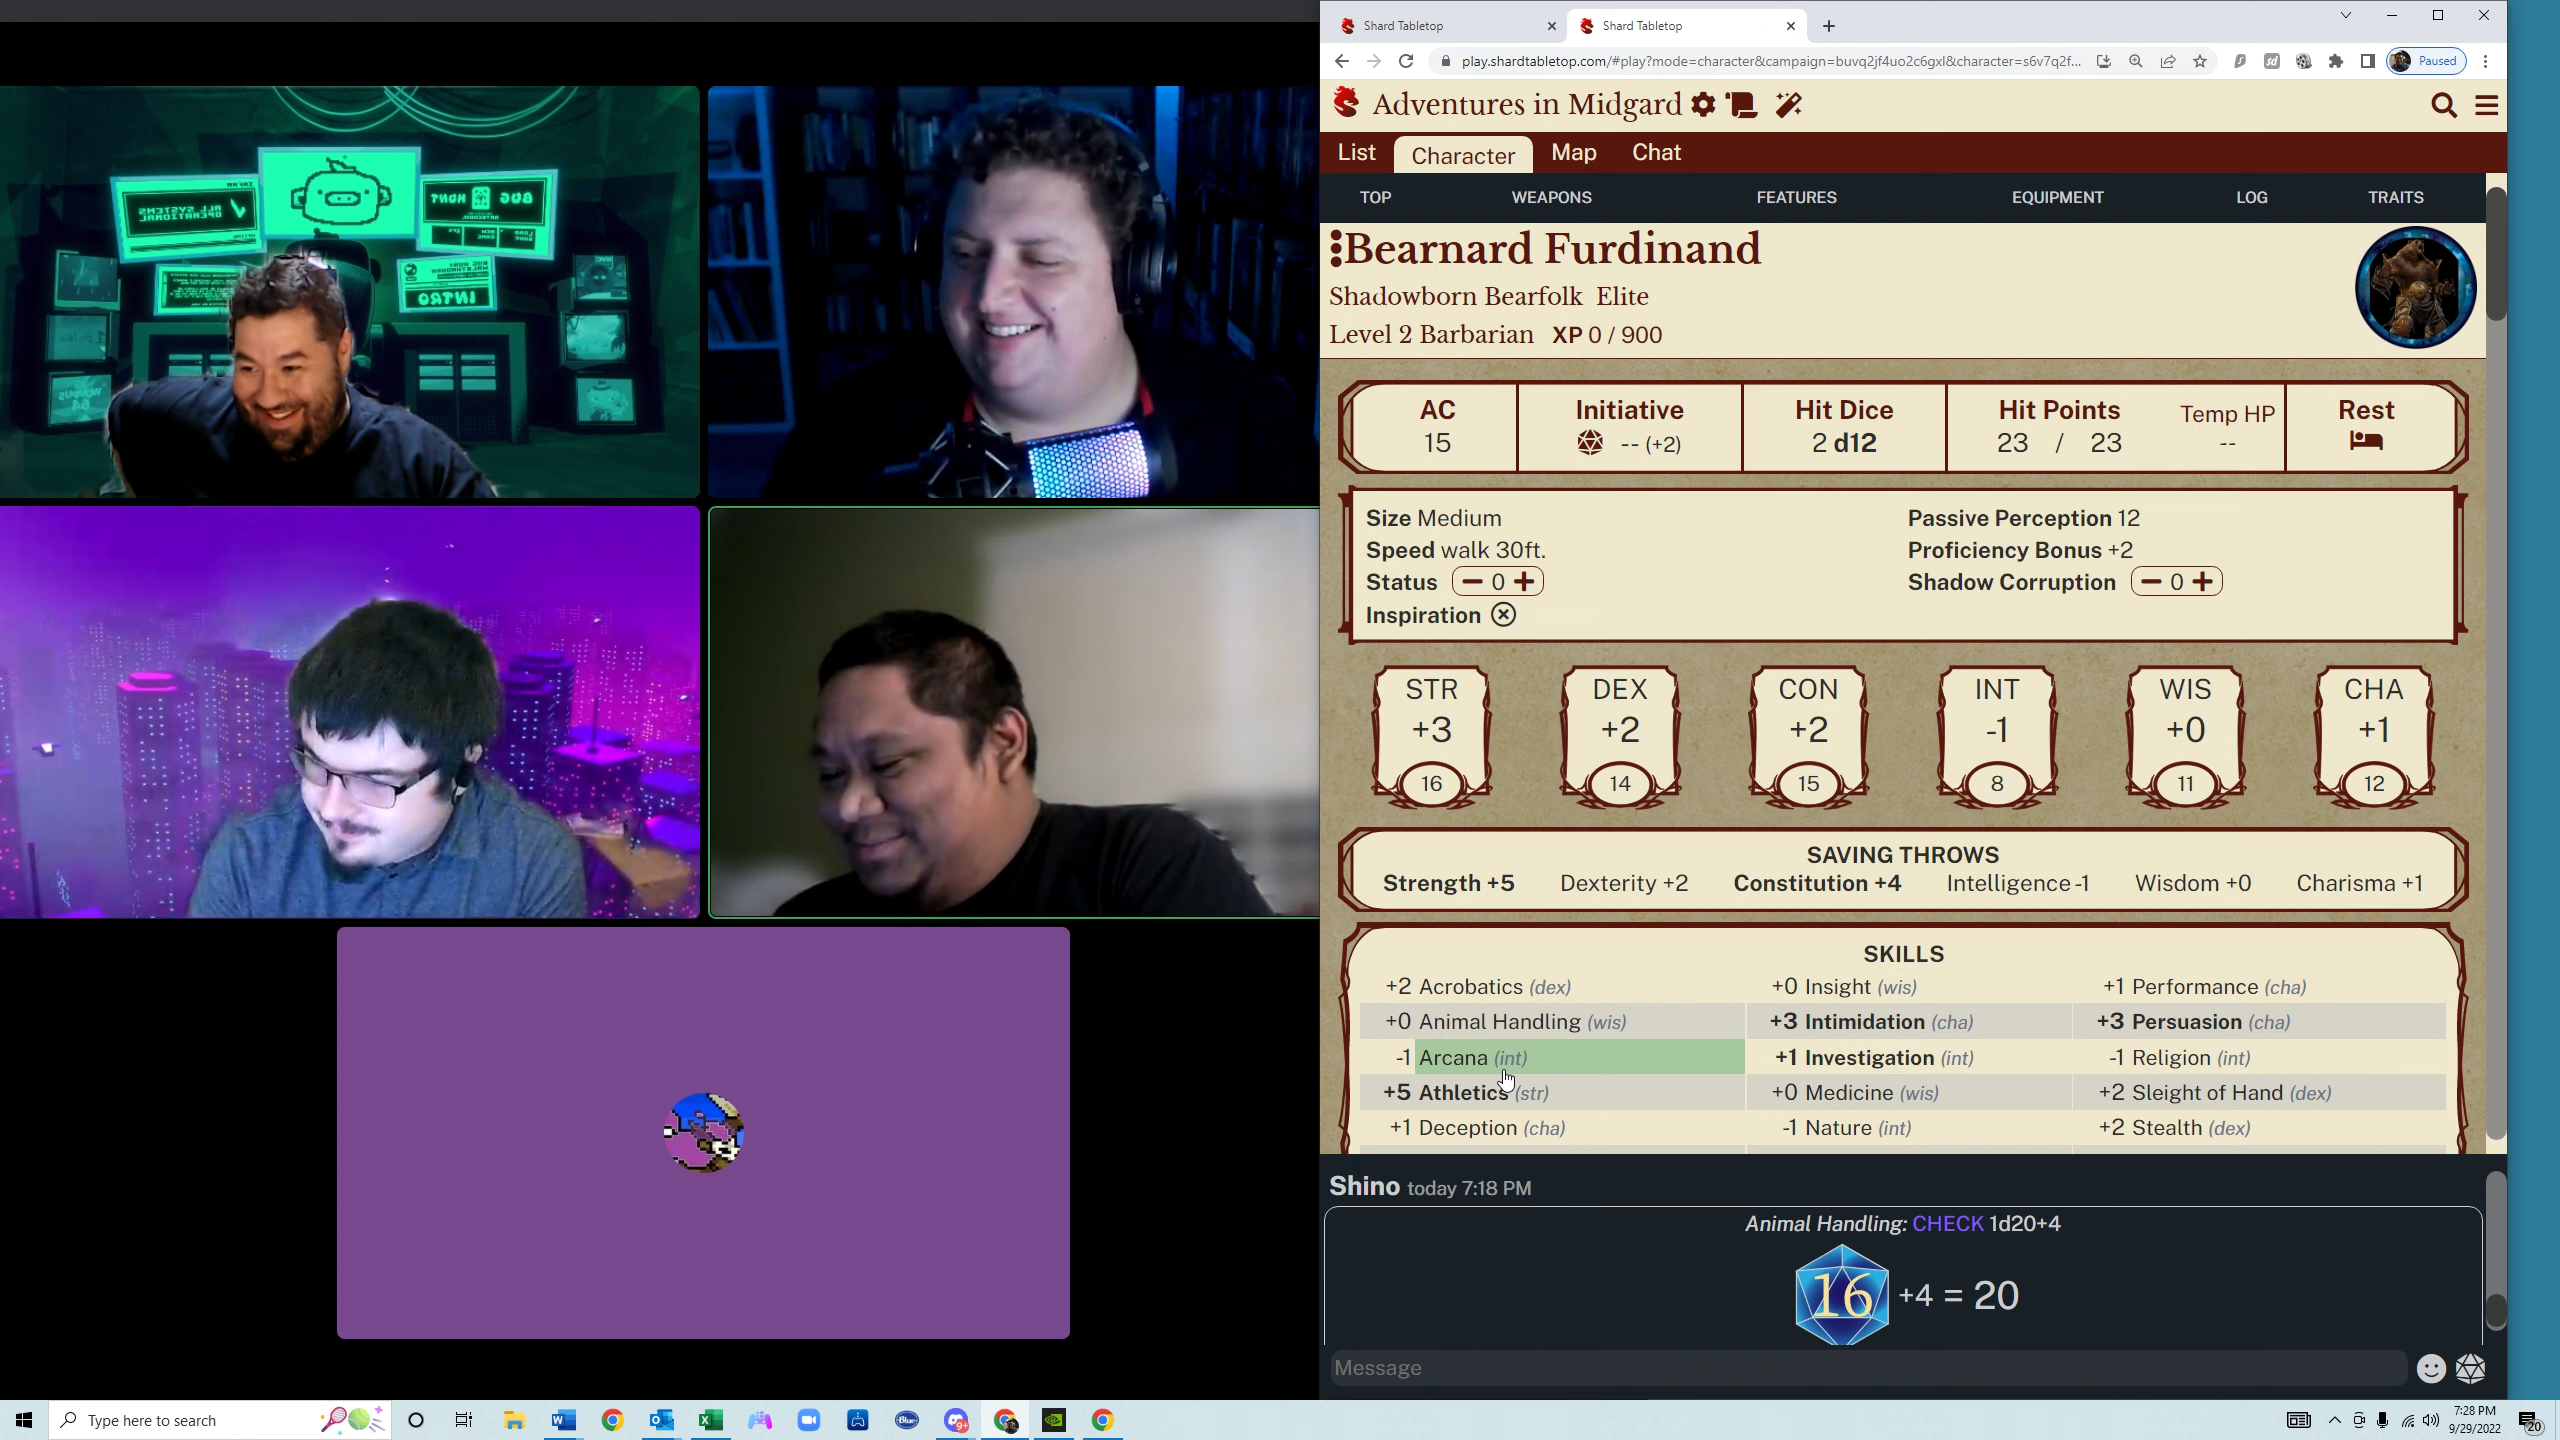 Shard Tabletop
Shard Tabletop
play.shardtabletop.com/#play?mode=character&campaign=buvq2jf4uo2c6gxl&character=s6v7q2f...
Paused
Adventures in Midgard
List Character Map Chat
TOP WEAPONS FEATURES EQUIPMENT LOG TRAITS
Bearnard Furdinand
Shadowborn Bearfolk Elite
Level 2 Barbarian XP 0 / 900
AC Initiative Hit Dice Hit Points Temp HP Rest
15 -- (+2) 2 d12 23 / 23 --
Size Medium Passive Perception 12
Speed walk 30ft. Proficiency Bonus +2
Status 0 Shadow Corruption 0
Inspiration
STR DEX CON INT WIS CHA
+3 +2 +2 -1 +0 +1
16 14 15 8 11 12
SAVING THROWS
Strength +5 Dexterity +2 Constitution +4 Intelligence -1 Wisdom +0 Charisma +1
SKILLS
+2 Acrobatics (dex) +0 Insight (wis) +1 Performance (cha)
+0 Animal Handling (wis) +3 Intimidation (cha) +3 Persuasion (cha)
-1 Arcana (int) +1 Investigation (int) -1 Religion (int)
+5 Athletics (str) +0 Medicine (wis) +2 Sleight of Hand (dex)
+1 Deception (cha) -1 Nature (int) +2 Stealth (dex)
Shino today 7:18 PM
Animal Handling: CHECK 1d20+4
16 +4 = 20
Message
ALL SYSTEMS
OPERATIONAL
BUG HUNT
INTRO
Type here to search
Blue
9+
7:28 PM
9/29/2022
20